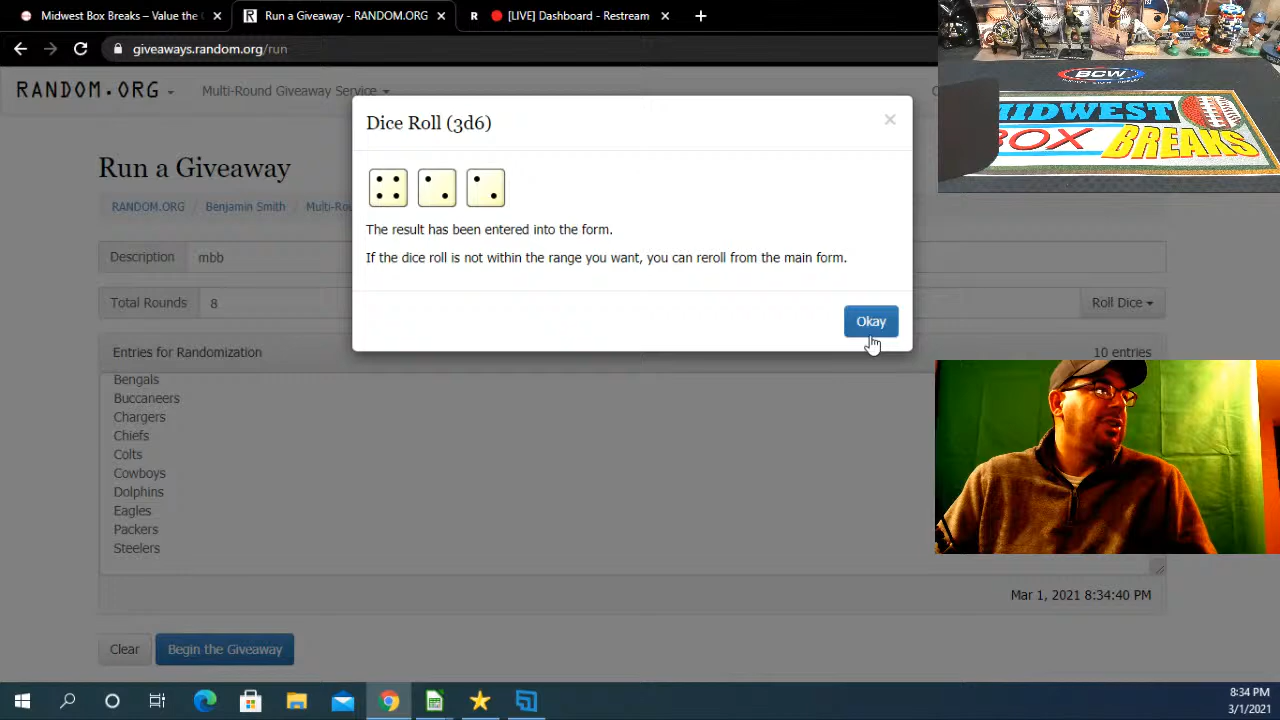 Midwest Box Breaks – Value the
Run a Giveaway - RANDOM.ORG
[LIVE] Dashboard - Restream
giveaways.random.org/run
RANDOM.ORG
Multi-Round Giveaway Service
Dice Roll (3d6)
The result has been entered into the form.
If the dice roll is not within the range you want, you can reroll from the main form.
Okay
Run a Giveaway
RANDOM.ORG
Benjamin Smith
Description
mbb
Total Rounds
8
Roll Dice
Entries for Randomization
10 entries
Bengals
Buccaneers
Chargers
Chiefs
Colts
Cowboys
Dolphins
Eagles
Packers
Steelers
Mar 1, 2021 8:34:40 PM
Clear
Begin the Giveaway
BCW
MIDWEST
BOX BREAKS
8:34 PM
3/1/2021